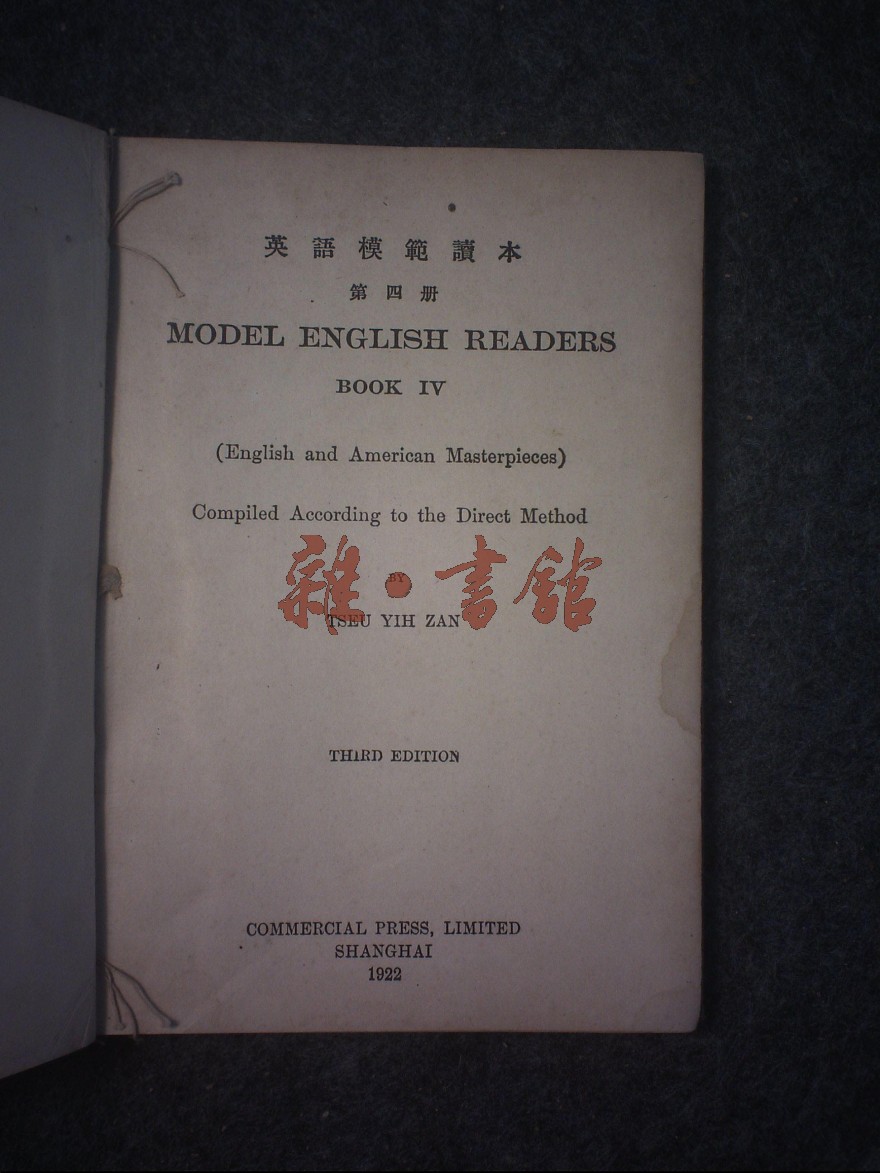 英語模範讀本
第四册
MODEL ENGLISH READERS
BOOK IV
(English and American Masterpieces)
Compiled According to the Direct Method
BY
雜·書館
TSEU YIH ZAN
THIRD EDITION
COMMERCIAL PRESS, LIMITED
SHANGHAI
1922